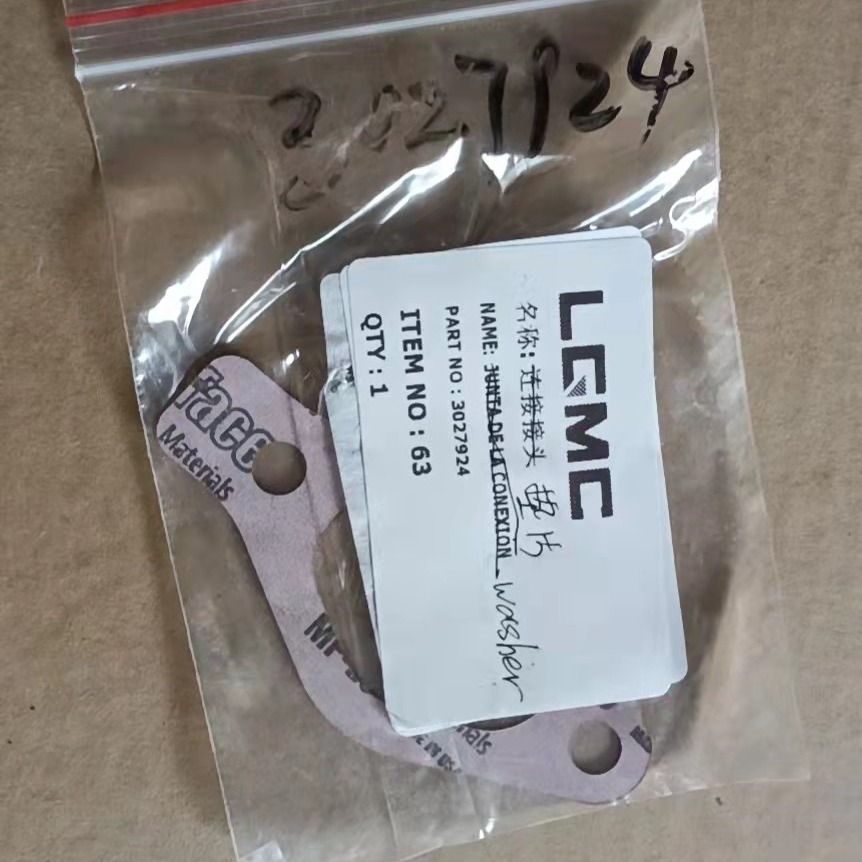 LGMC
名称: 连接接头 垫片
NAME: JUNTA DE LA CONEXION washer
PART NO : 3027924
ITEM NO : 63
QTY : 1
face
Materials